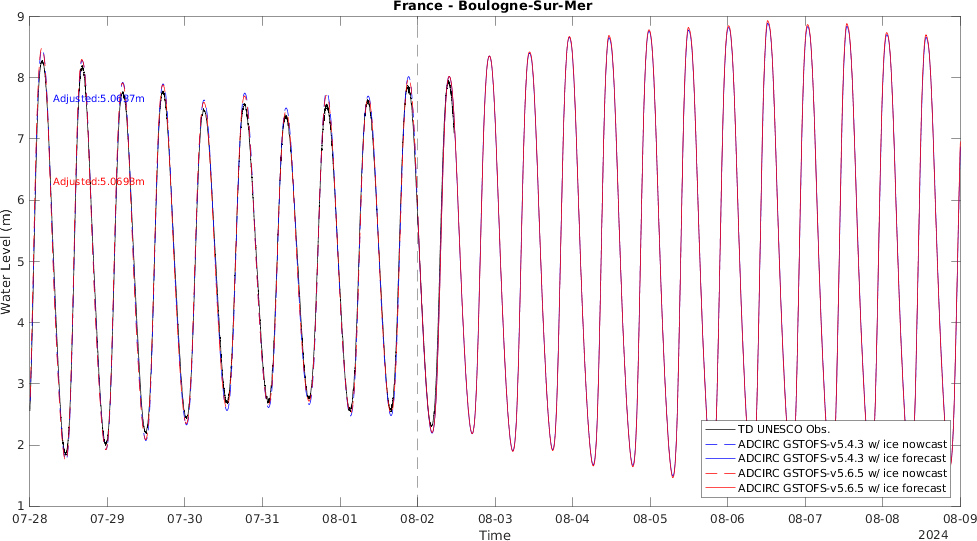 France - Boulogne-Sur-Mer
9
8
7
6
5
4
3
2
1
Water Level (m)
Adjusted:5.0687m
Adjusted:5.0693m
TD UNESCO Obs.
ADCIRC GSTOFS-v5.4.3 w/ ice nowcast
ADCIRC GSTOFS-v5.4.3 w/ ice forecast
ADCIRC GSTOFS-v5.6.5 w/ ice nowcast
ADCIRC GSTOFS-v5.6.5 w/ ice forecast
07-28 07-29 07-30 07-31 08-01 08-02 08-03 08-04 08-05 08-06 08-07 08-08 08-09
Time
2024